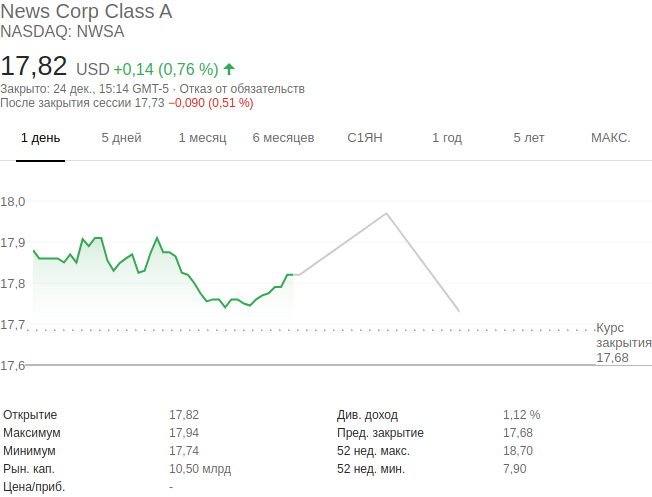 News Corp Class A
NASDAQ: NWSA
17,82 USD +0,14 (0,76 %)
Закрыто: 24 дек., 15:14 GMT-5 · Отказ от обязательств
После закрытия сессии 17,73 −0,090 (0,51 %)
1 день 5 дней 1 месяц 6 месяцев С1ЯН 1 год 5 лет МАКС.
18,0
17,9
17,8
17,7
Курс
закрытия
17,68
17,6
Открытие 17,82 Див. доход 1,12 %
Максимум 17,94 Пред. закрытие 17,68
Минимум 17,74 52 нед. макс. 18,70
Рын. кап. 10,50 млрд 52 нед. мин. 7,90
Цена/приб. -